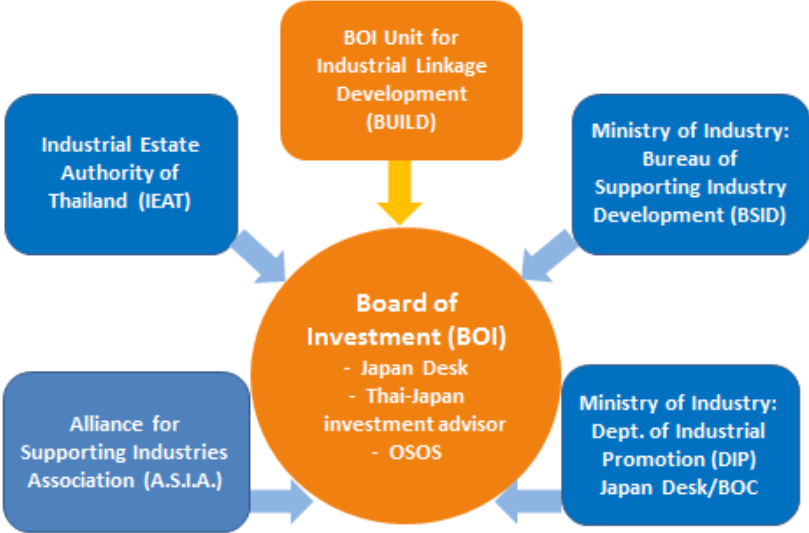 BOI Unit for
Industrial Linkage
Development
(BUILD)
Industrial Estate
Authority of
Thailand (IEAT)
Ministry of Industry:
Bureau of
Supporting Industry
Development (BSID)
Board of
Investment (BOI)
- Japan Desk
- Thai-Japan
investment advisor
- OSOS
Alliance for
Supporting Industries
Association (A.S.I.A.)
Ministry of Industry:
Dept. of Industrial
Promotion (DIP)
Japan Desk/BOC